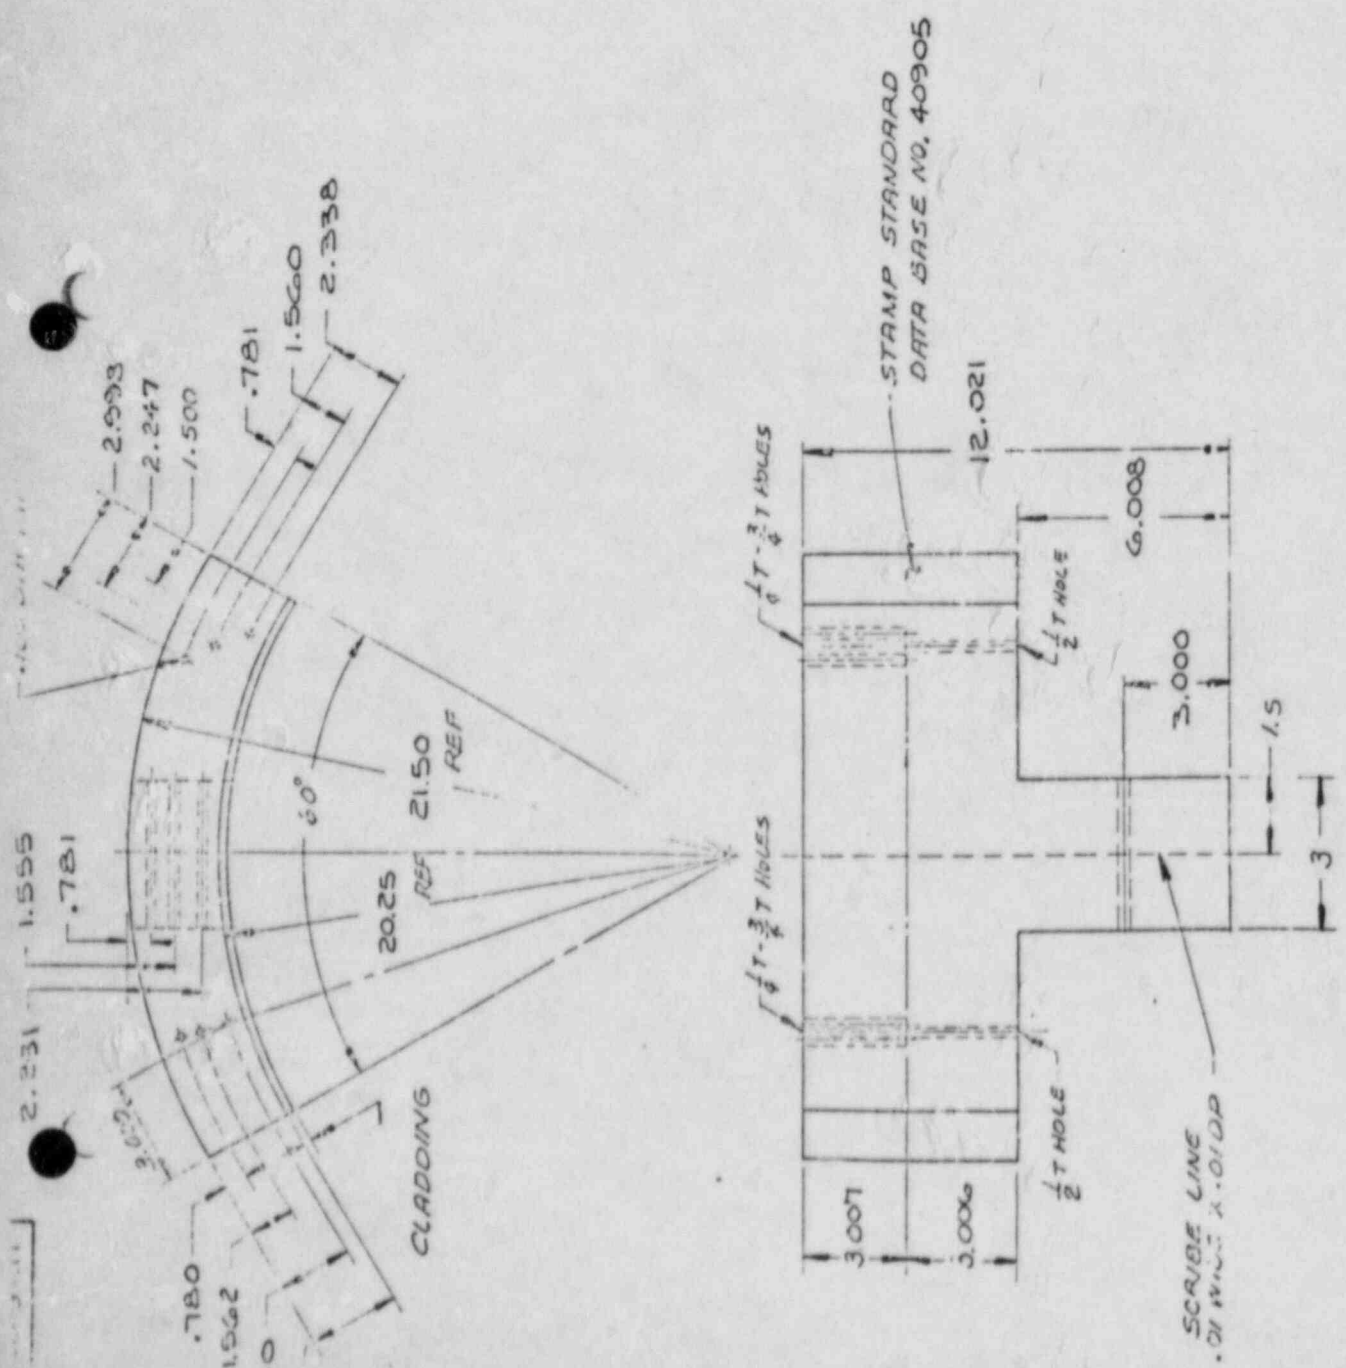 2.993
2.247
1.500
.781
1.560
2.338
1.555
.781
2.231
60°
21.50
REF
20.25
REF
.780
1.562
0
CLADDING
STAMP STANDARD
DATA BASE NO. 40905
12.021
6.008
3.000
1.5
3
1/4 T - 3/4 T HOLES
1/2 T HOLE
1/4 T - 3/4 T HOLES
1/2 T HOLE
3.007
3.006
SCRIBE LINE
.01 .01 DP